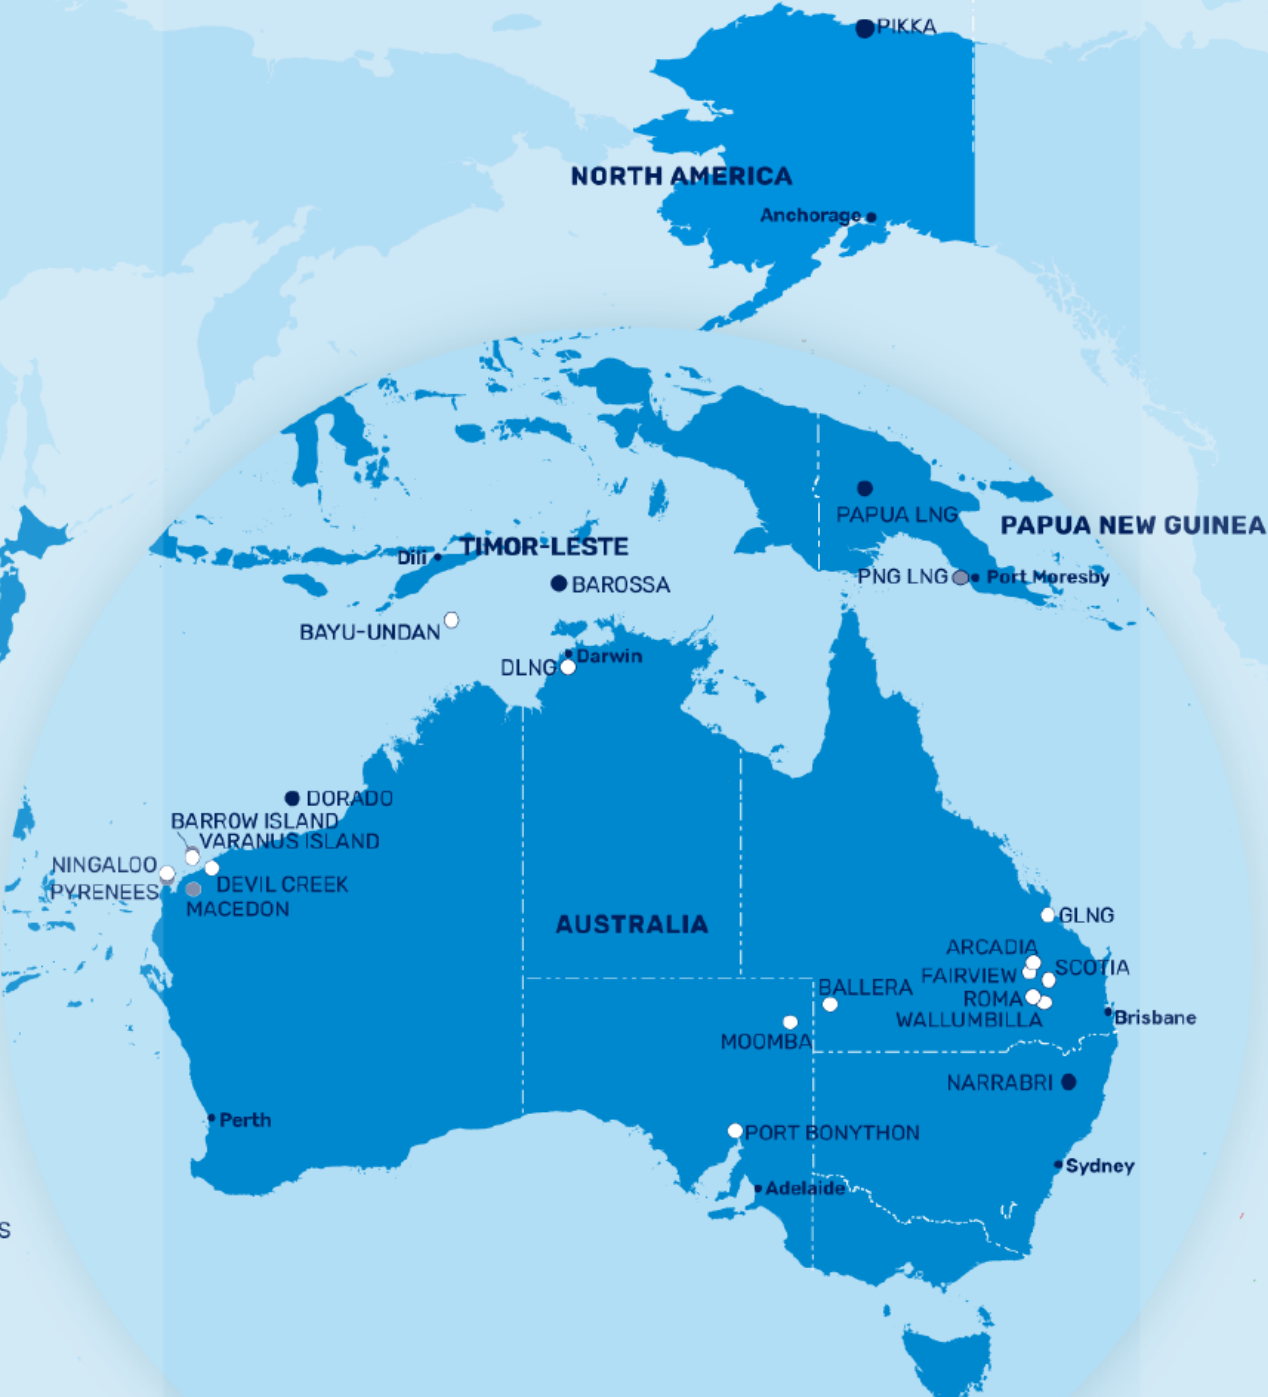 PIKKA
NORTH AMERICA
Anchorage
PAPUA LNG
PAPUA NEW GUINEA
TIMOR-LESTE
Dili
PNG LNG
Port Moresby
BAROSSA
BAYU-UNDAN
Darwin
DLNG
DORADO
BARROW ISLAND
VARANUS ISLAND
NINGALOO
DEVIL CREEK
PYRENEES
MACEDON
GLNG
AUSTRALIA
ARCADIA
SCOTIA
FAIRVIEW
BALLERA
ROMA
Brisbane
WALLUMBILLA
MOOMBA
NARRABRI
Perth
PORT BONYTHON
Sydney
Adelaide
S